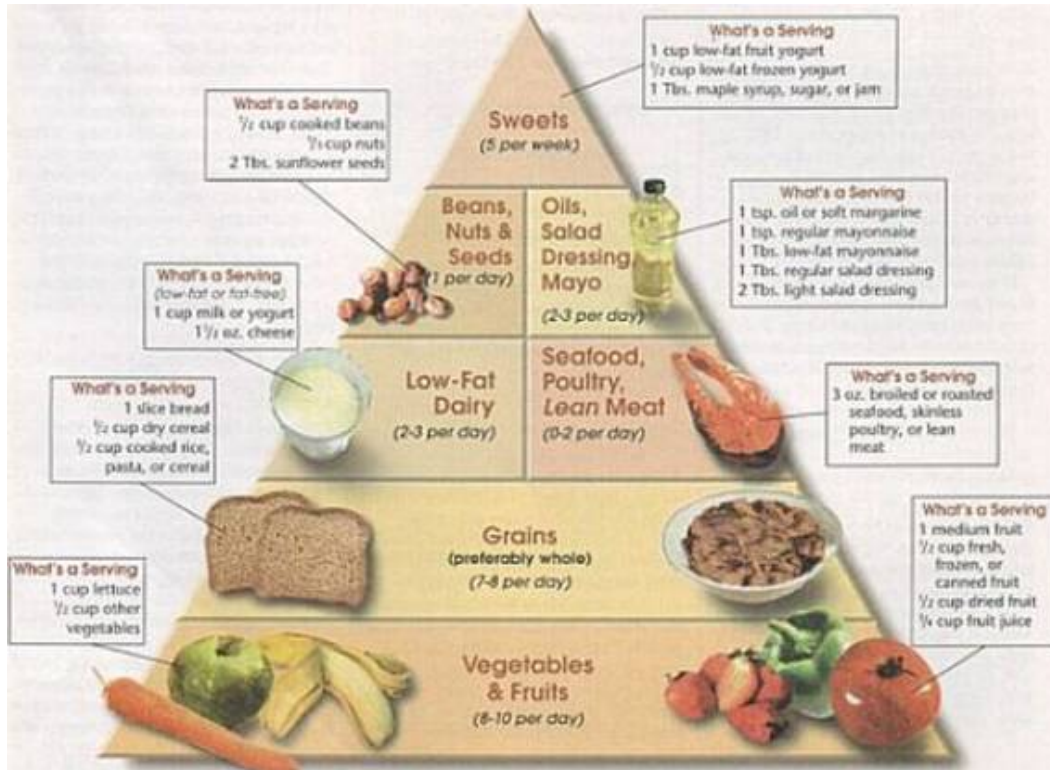 What's a Serving
1 cup low-fat fruit yogurt
½ cup low-fat frozen yogurt
1 Tbs. maple syrup, sugar, or jam
Sweets
(5 per week)
What's a Serving
½ cup cooked beans
⅓ cup nuts
2 Tbs. sunflower seeds
Beans,
Nuts &
Seeds
(1 per day)
Oils,
Salad
Dressing,
Mayo
(2-3 per day)
What's a Serving
1 tsp. oil or soft margarine
1 tsp. regular mayonnaise
1 Tbs. low-fat mayonnaise
1 Tbs. regular salad dressing
2 Tbs. light salad dressing
What's a Serving
(low-fat or fat-free)
1 cup milk or yogurt
1½ oz. cheese
Low-Fat
Dairy
(2-3 per day)
Seafood,
Poultry,
Lean Meat
(0-2 per day)
What's a Serving
3 oz. broiled or roasted
seafood, skinless
poultry, or lean
meat
What's a Serving
1 slice bread
½ cup dry cereal
½ cup cooked rice,
pasta, or cereal
Grains
(preferably whole)
(7-8 per day)
What's a Serving
1 cup lettuce
½ cup other
vegetables
Vegetables
& Fruits
(8-10 per day)
What's a Serving
1 medium fruit
½ cup fresh,
frozen, or
canned fruit
cup dried fruit
¾ cup fruit juice